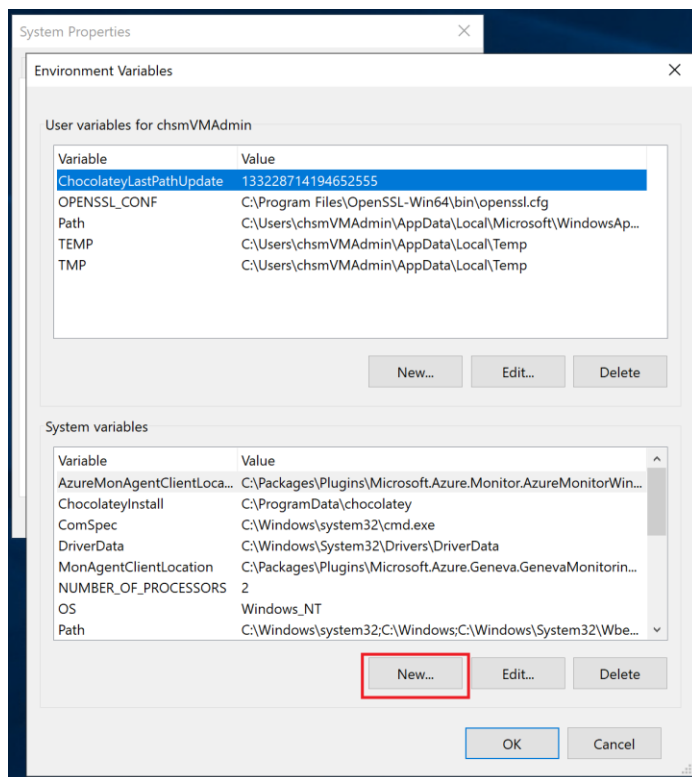 System Properties
Environment Variables
User variables for chsmVMAdmin
Variable Value
ChocolateyLastPathUpdate 133228714194652555
OPENSSL_CONF C:\Program Files\OpenSSL-Win64\bin\openssl.cfg
Path C:\Users\chsmVMAdmin\AppData\Local\Microsoft\WindowsAp...
TEMP C:\Users\chsmVMAdmin\AppData\Local\Temp
TMP C:\Users\chsmVMAdmin\AppData\Local\Temp
New... Edit... Delete
System variables
Variable Value
AzureMonAgentClientLoca... C:\Packages\Plugins\Microsoft.Azure.Monitor.AzureMonitorWin...
ChocolateyInstall C:\ProgramData\chocolatey
ComSpec C:\Windows\system32\cmd.exe
DriverData C:\Windows\System32\Drivers\DriverData
MonAgentClientLocation C:\Packages\Plugins\Microsoft.Azure.Geneva.GenevaMonitorin...
NUMBER_OF_PROCESSORS 2
OS Windows_NT
Path C:\Windows\system32;C:\Windows;C:\Windows\System32\Wbe...
New... Edit... Delete
OK Cancel